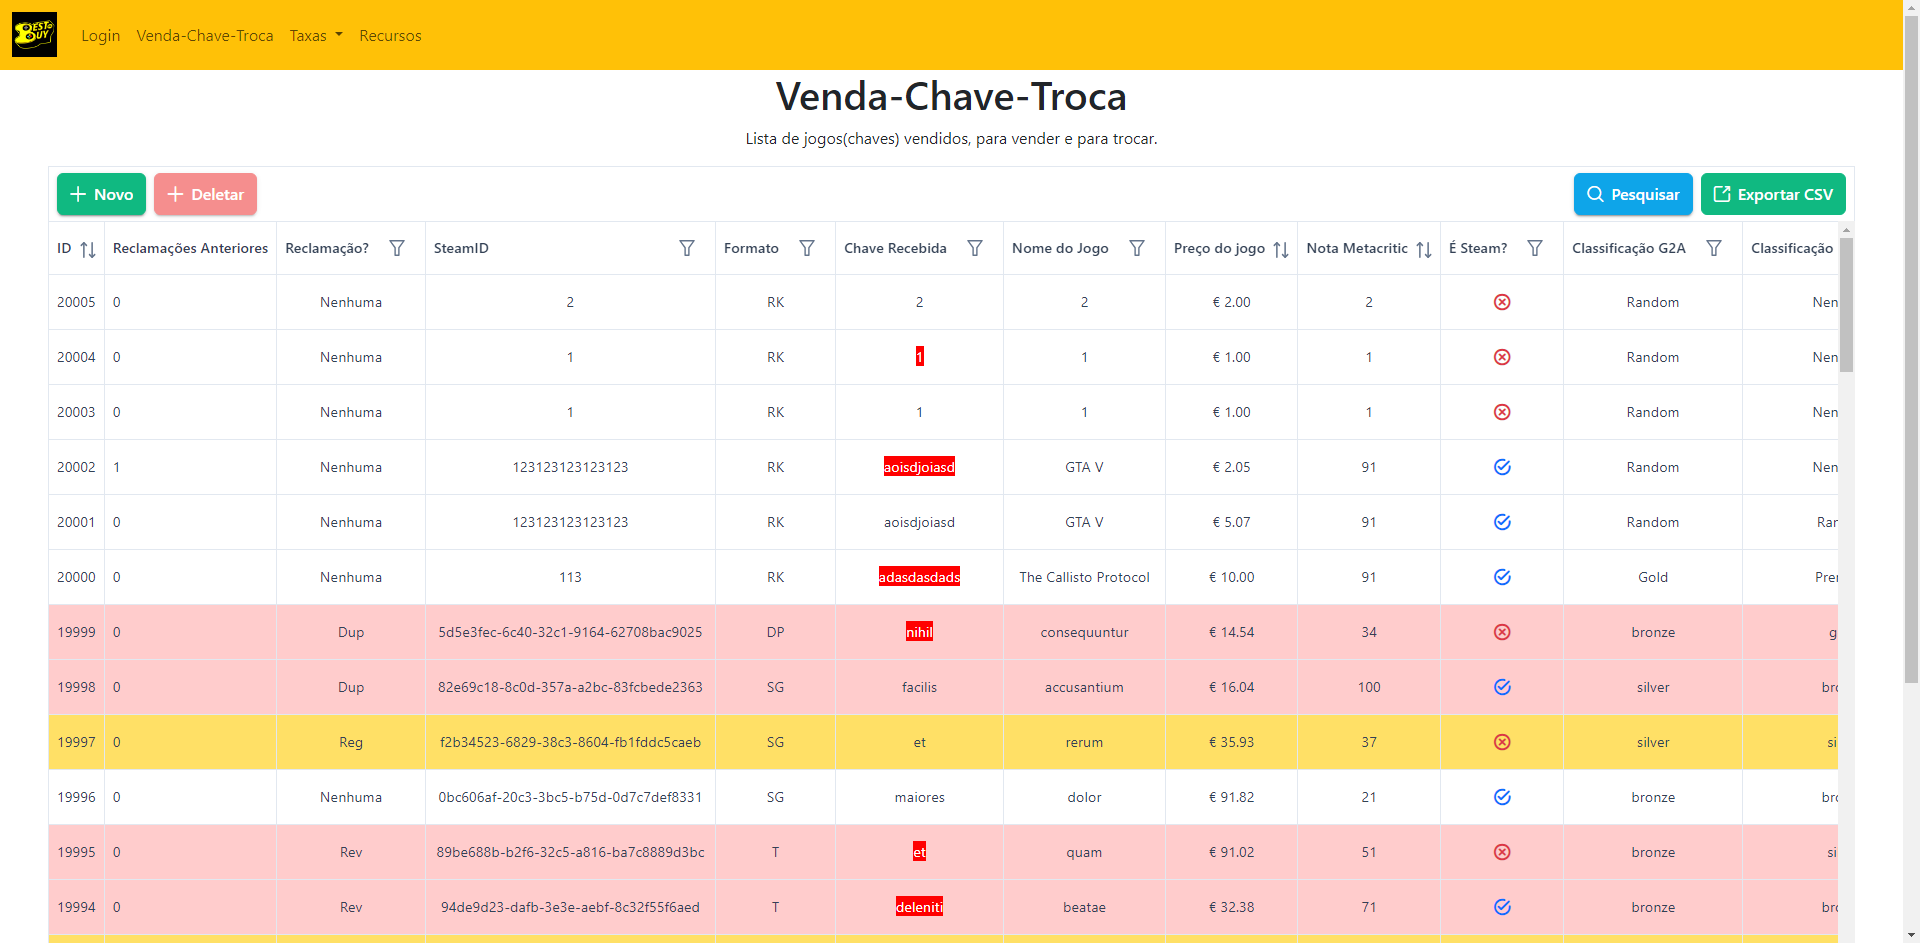 BEST BUY
Login Venda-Chave-Troca Taxas Recursos
Venda-Chave-Troca
Lista de jogos(chaves) vendidos, para vender e para trocar.
Novo Deletar Pesquisar Exportar CSV
ID Reclamações Anteriores Reclamação? SteamID Formato Chave Recebida Nome do Jogo Preço do jogo Nota Metacritic É Steam? Classificação G2A Classificação
20005 0 Nenhuma 2 RK 2 2 € 2.00 2 Random Nen
20004 0 Nenhuma 1 RK 1 1 € 1.00 1 Random Nen
20003 0 Nenhuma 1 RK 1 1 € 1.00 1 Random Nen
20002 1 Nenhuma 123123123123123 RK aoisdjoiasd GTA V € 2.05 91 Random Nen
20001 0 Nenhuma 123123123123123 RK aoisdjoiasd GTA V € 5.07 91 Random Rar
20000 0 Nenhuma 113 RK adasdasdads The Callisto Protocol € 10.00 91 Gold Prer
19999 0 Dup 5d5e3fec-6c40-32c1-9164-62708bac9025 DP nihil consequuntur € 14.54 34 bronze g
19998 0 Dup 82e69c18-8c0d-357a-a2bc-83fcbede2363 SG facilis accusantium € 16.04 100 silver bro
19997 0 Reg f2b34523-6829-38c3-8604-fb1fddc5caeb SG et rerum € 35.93 37 silver si
19996 0 Nenhuma 0bc606af-20c3-3bc5-b75d-0d7c7def8331 SG maiores dolor € 91.82 21 bronze bro
19995 0 Rev 89be688b-b2f6-32c5-a816-ba7c8889d3bc T et quam € 91.02 51 bronze si
19994 0 Rev 94de9d23-dafb-3e3e-aebf-8c32f55f6aed T deleniti beatae € 32.38 71 bronze bro